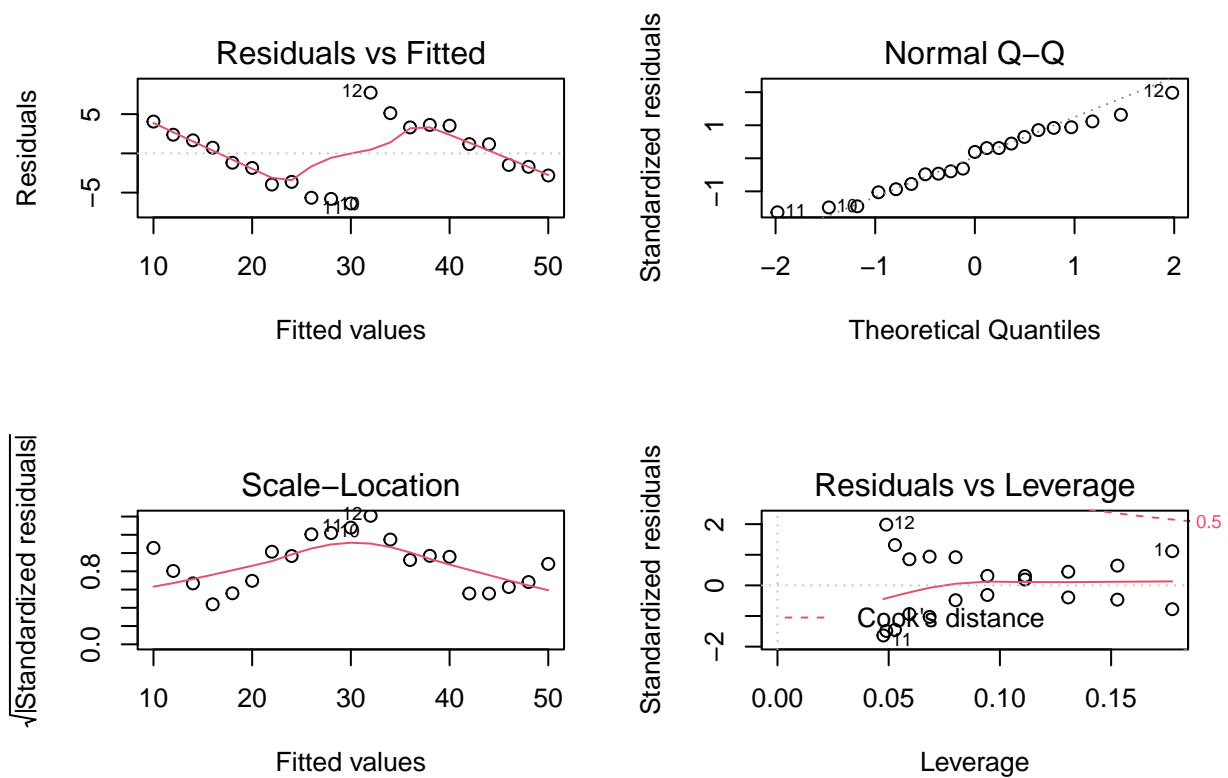 Residuals vs Fitted
Residuals
5
−5
12
11
10
10 20 30 40 50
Fitted values
Normal Q−Q
Standardized residuals
1
−1
12
11
10
−2 −1 0 1 2
Theoretical Quantiles
Scale−Location
√|Standardized residuals|
0.8
0.0
12
11
10
10 20 30 40 50
Fitted values
Residuals vs Leverage
Standardized residuals
2
0
−2
12
1
11
0.5
Cook's distance
0.00 0.05 0.10 0.15
Leverage